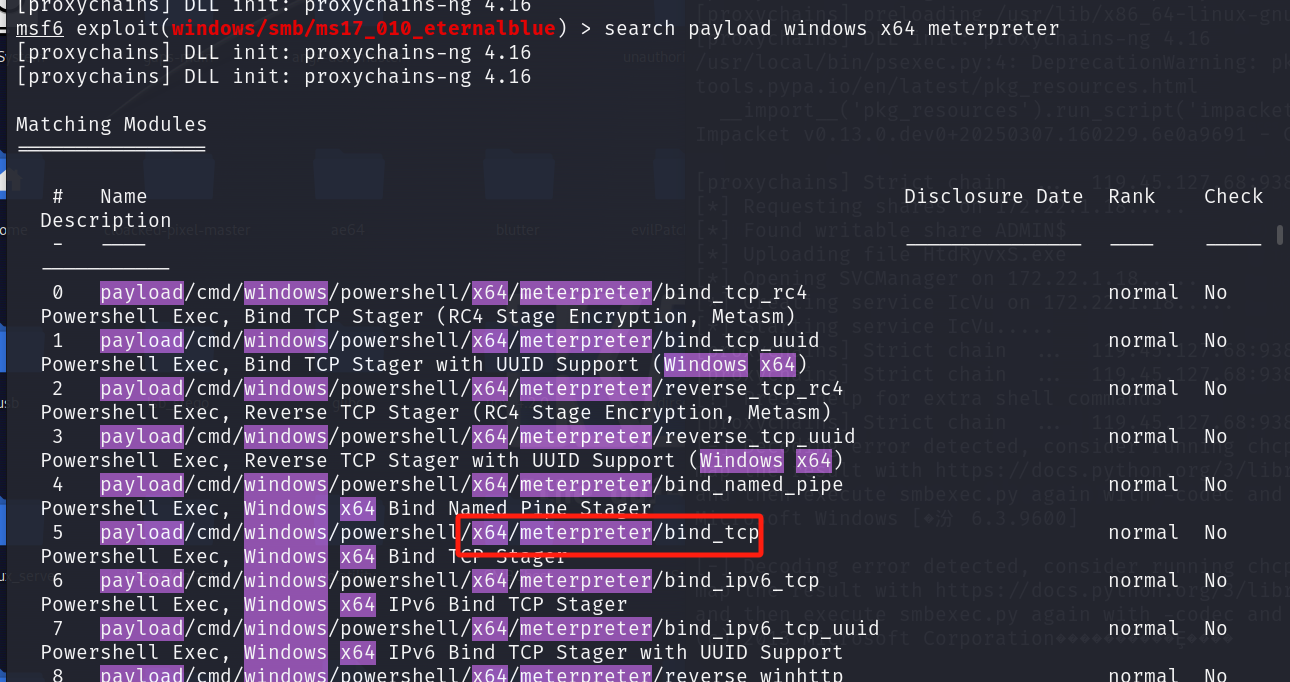 [proxychains] DLL init: proxychains-ng 4.16
msf6 exploit(windows/smb/ms17_010_eternalblue) > search payload windows x64 meterpreter
[proxychains] DLL init: proxychains-ng 4.16
[proxychains] DLL init: proxychains-ng 4.16
Matching Modules
# Name Disclosure Date Rank Check
Description
0 payload/cmd/windows/powershell/x64/meterpreter/bind_tcp_rc4 normal No
Powershell Exec, Bind TCP Stager (RC4 Stage Encryption, Metasm)
1 payload/cmd/windows/powershell/x64/meterpreter/bind_tcp_uuid normal No
Powershell Exec, Bind TCP Stager with UUID Support (Windows x64)
2 payload/cmd/windows/powershell/x64/meterpreter/reverse_tcp_rc4 normal No
Powershell Exec, Reverse TCP Stager (RC4 Stage Encryption, Metasm)
3 payload/cmd/windows/powershell/x64/meterpreter/reverse_tcp_uuid normal No
Powershell Exec, Reverse TCP Stager with UUID Support (Windows x64)
4 payload/cmd/windows/powershell/x64/meterpreter/bind_named_pipe normal No
Powershell Exec, Windows x64 Bind Named Pipe Stager
5 payload/cmd/windows/powershell/x64/meterpreter/bind_tcp normal No
Powershell Exec, Windows x64 Bind TCP Stager
6 payload/cmd/windows/powershell/x64/meterpreter/bind_ipv6_tcp normal No
Powershell Exec, Windows x64 IPv6 Bind TCP Stager
7 payload/cmd/windows/powershell/x64/meterpreter/bind_ipv6_tcp_uuid normal No
Powershell Exec, Windows x64 IPv6 Bind TCP Stager with UUID Support
8 payload/cmd/windows/powershell/x64/meterpreter/reverse_winhttp normal No